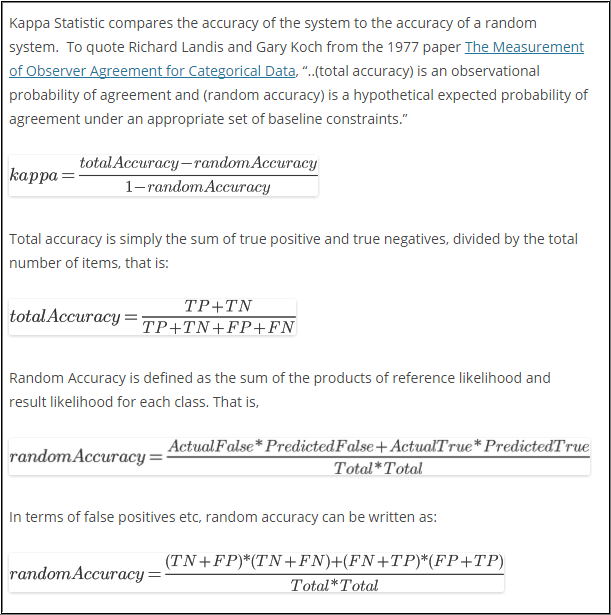 Kappa Statistic compares the accuracy of the system to the accuracy of a random
system.  To quote Richard Landis and Gary Koch from the 1977 paper The Measurement
of Observer Agreement for Categorical Data, “..(total accuracy) is an observational
probability of agreement and (random accuracy) is a hypothetical expected probability of
agreement under an appropriate set of baseline constraints.”
kappa = (totalAccuracy−randomAccuracy)/(1−randomAccuracy)
Total accuracy is simply the sum of true positive and true negatives, divided by the total
number of items, that is:
totalAccuracy = (TP+TN)/(TP+TN+FP+FN)
Random Accuracy is defined as the sum of the products of reference likelihood and
result likelihood for each class. That is,
randomAccuracy = (ActualFalse*PredictedFalse+ActualTrue*PredictedTrue)/(Total*Total)
In terms of false positives etc, random accuracy can be written as:
randomAccuracy = ((TN+FP)*(TN+FN)+(FN+TP)*(FP+TP))/(Total*Total)